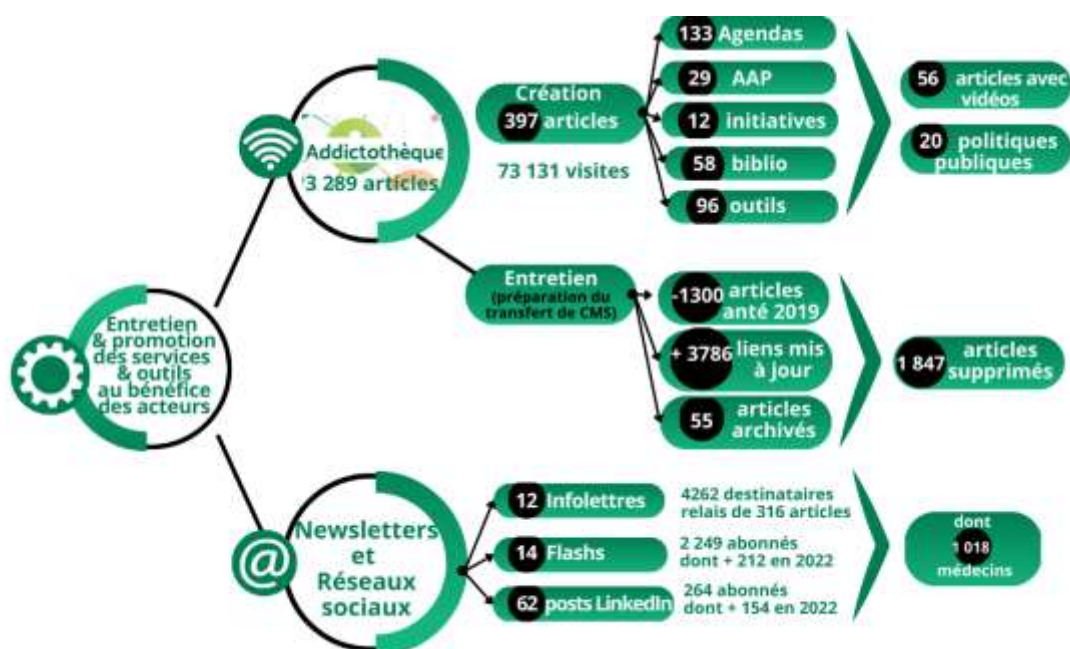 Entretien
& promotion
des services
& outils
au bénéfice
des acteurs
Addictothèque
3 289 articles
Création
397 articles
73 131 visites
133 Agendas
29 AAP
12 initiatives
58 biblio
96 outils
56 articles avec
vidéos
20 politiques
publiques
Entretien
(préparation du
transfert de CMS)
-1300 articles
anté 2019
+ 3786 liens mis
à jour
55 articles
archivés
1 847 articles
supprimés
@
Newsletters
et
Réseaux
sociaux
12 Infolettres
4262 destinataires
relais de 316 articles
14 Flashs
2 249 abonnés
dont + 212 en 2022
62 posts LinkedIn
264 abonnés
dont + 154 en 2022
dont
1 018
médecins